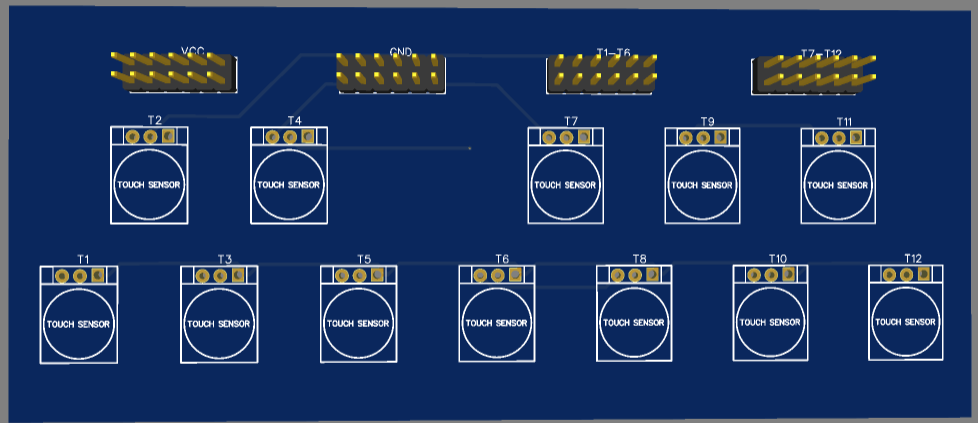 VCC GND T1-T6 T7-T12
T2 T4 T7 T9 T11
TOUCH SENSOR TOUCH SENSOR TOUCH SENSOR TOUCH SENSOR TOUCH SENSOR
T1 T3 T5 T6 T8 T10 T12
TOUCH SENSOR TOUCH SENSOR TOUCH SENSOR TOUCH SENSOR TOUCH SENSOR TOUCH SENSOR TOUCH SENSOR